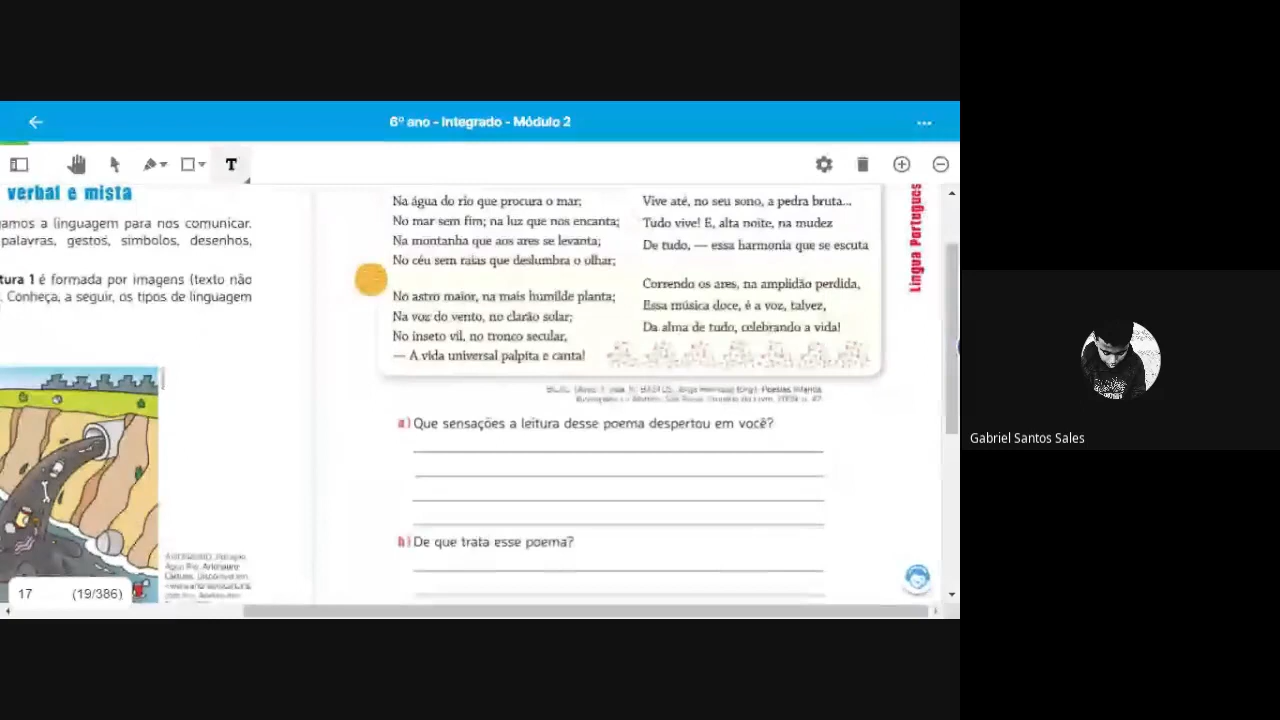 6º ano - Integrado - Módulo 2
T
verbal e mista
amos a linguagem para nos comunicar.
palavras, gestos, símbolos, desenhos,
tura 1 é formada por imagens (texto não
. Conheça, a seguir, os tipos de linguagem
17 (19/386)
Na água do rio que procura o mar;
No mar sem fim; na luz que nos encanta;
Na montanha que aos ares se levanta;
No céu sem raias que deslumbra o olhar;
No astro maior, na mais humilde planta;
Na voz do vento, no clarão solar;
No inseto vil, no tronco secular,
— A vida universal palpita e canta!
Vive até, no seu sono, a pedra bruta...
Tudo vive! E, alta noite, na mudez
De tudo, — essa harmonia que se escuta
Correndo os ares, na amplidão perdida,
Essa música doce, é a voz, talvez,
Da alma de tudo, celebrando a vida!
a) Que sensações a leitura desse poema despertou em você?
b) De que trata esse poema?
Língua Portugues
Gabriel Santos Sales